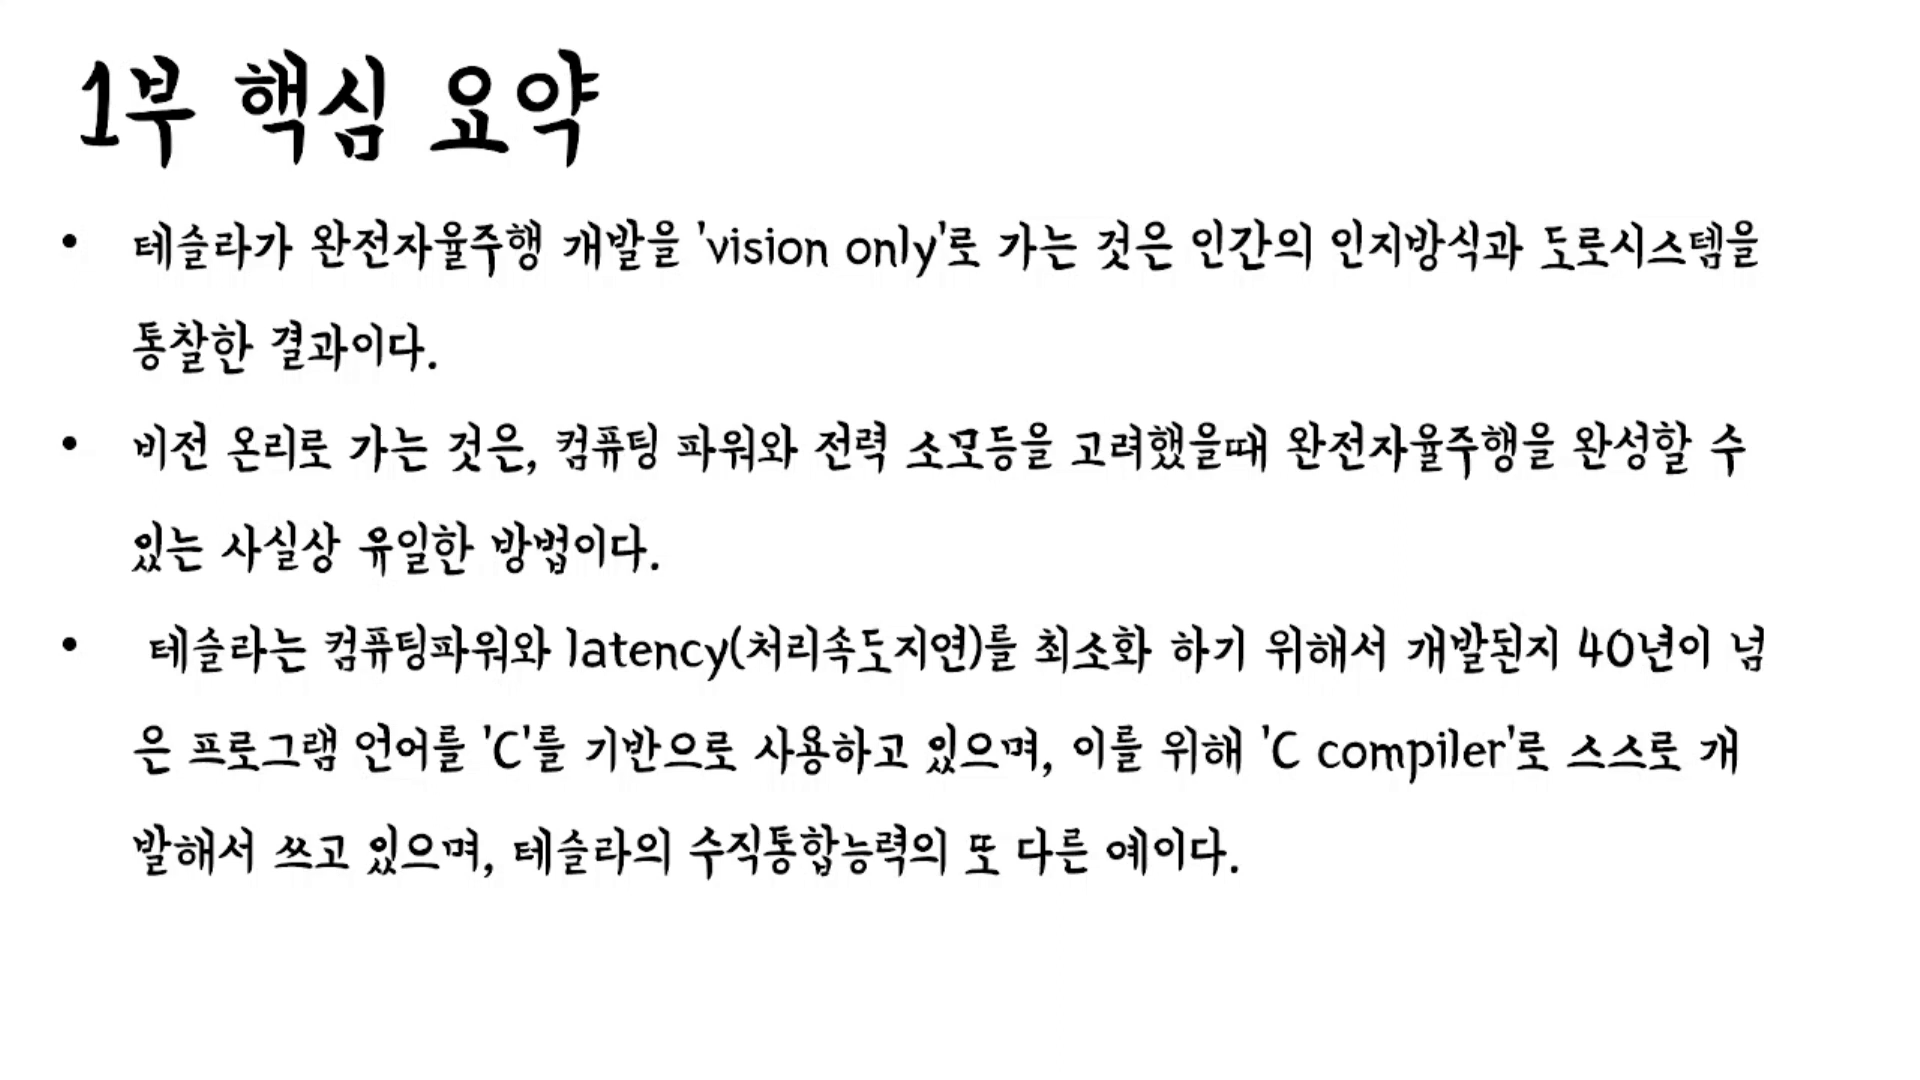 1부 핵심 요약
• 테슬라가 완전자율주행 개발을 'vision only'로 가는 것은 인간의 인지방식과 도로시스템을
통찰한 결과이다.
• 비전 온리로 가는 것은, 컴퓨팅 파워와 전력 소모등을 고려했을때 완전자율주행을 완성할 수
있는 사실상 유일한 방법이다.
• 테슬라는 컴퓨팅파워와 latency(처리속도지연)를 최소화 하기 위해서 개발된지 40년이 넘
은 프로그램 언어를 'C'를 기반으로 사용하고 있으며, 이를 위해 'C compiler'로 스스로 개
발해서 쓰고 있으며, 테슬라의 수직통합능력의 또 다른 예이다.